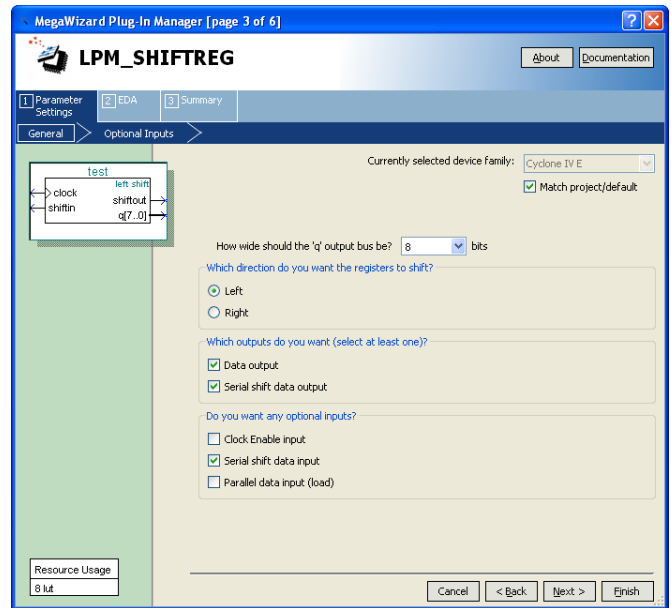 MegaWizard Plug-In Manager [page 3 of 6]
LPM_SHIFTREG
About
Documentation
1 Parameter Settings
2 EDA
3 Summary
General
Optional Inputs
Currently selected device family:
Cyclone IV E
Match project/default
test
left shift
clock
shiftin
shiftout
q[7..0]
How wide should the 'q' output bus be?
8
bits
Which direction do you want the registers to shift?
Left
Right
Which outputs do you want (select at least one)?
Data output
Serial shift data output
Do you want any optional inputs?
Clock Enable input
Serial shift data input
Parallel data input (load)
Resource Usage
8 lut
Cancel
< Back
Next >
Finish